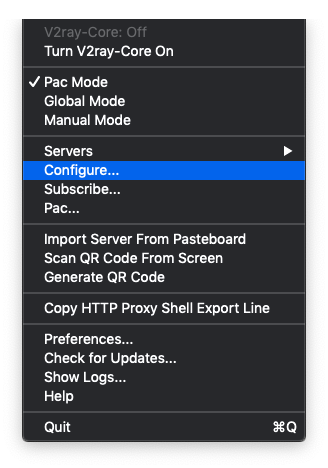 V2ray-Core: Off
Turn V2ray-Core On
✓ Pac Mode
Global Mode
Manual Mode
Servers ▶
Configure...
Subscribe...
Pac...
Import Server From Pasteboard
Scan QR Code From Screen
Generate QR Code
Copy HTTP Proxy Shell Export Line
Preferences...
Check for Updates...
Show Logs...
Help
Quit ⌘Q